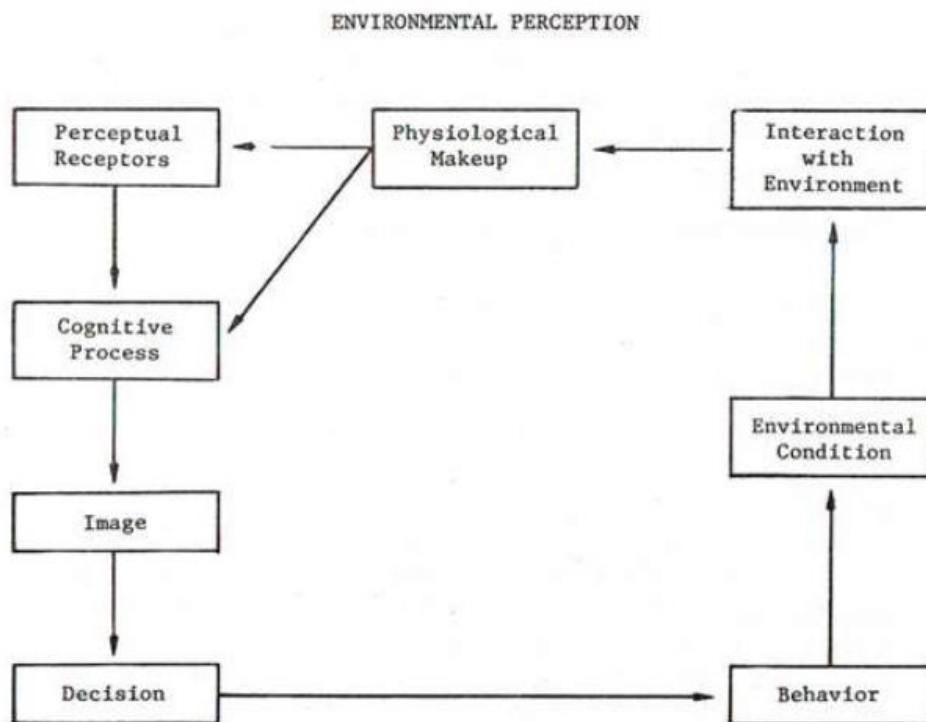 ENVIRONMENTAL PERCEPTION
Perceptual
Receptors
Physiological
Makeup
Interaction
with
Environment
Cognitive
Process
Environmental
Condition
Image
Decision
Behavior